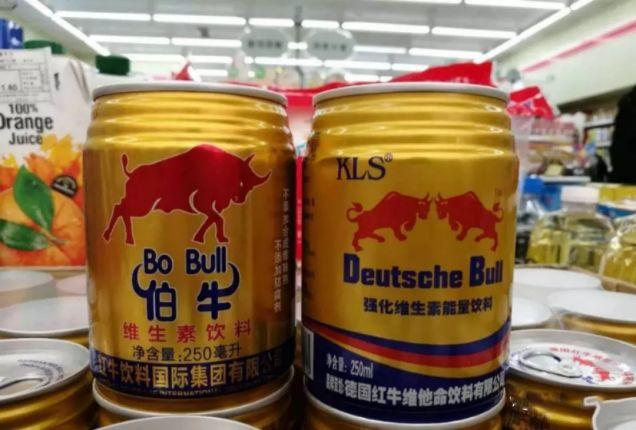 100%
Orange
Juice
Bo Bull
伯牛
维生素饮料
净含量:250毫升
红牛饮料国际集团有限公司
KLS®
Deutsche Bull
强化维生素能量饮料
净含量:250ml
德国红牛维他命饮料有限公司